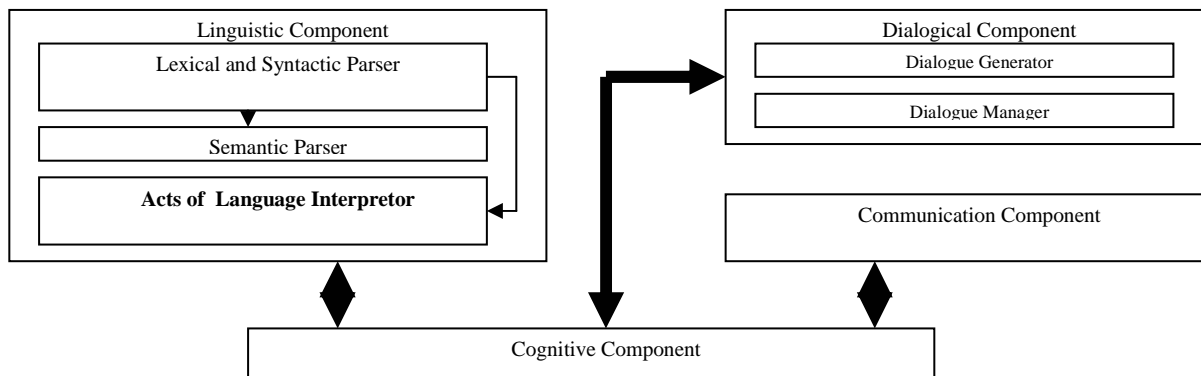 Linguistic Component
Lexical and Syntactic Parser
Semantic Parser
Acts of Language Interpretor
Dialogical Component
Dialogue Generator
Dialogue Manager
Communication Component
Cognitive Component